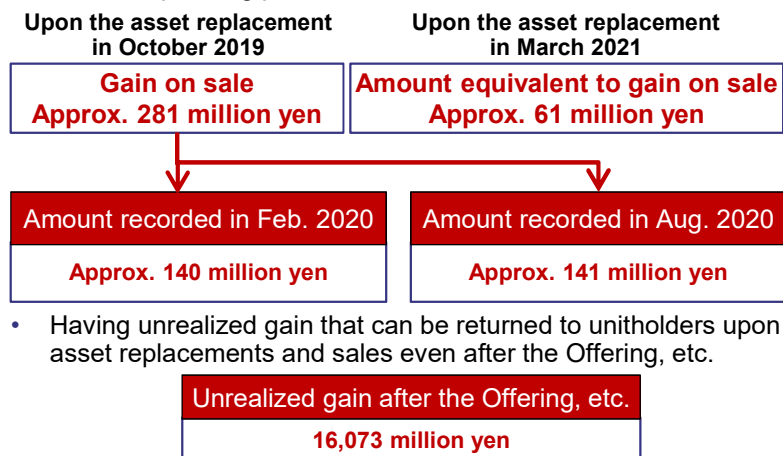 Upon the asset replacement
in October 2019
Upon the asset replacement
in March 2021
Gain on sale
Approx. 281 million yen
Amount equivalent to gain on sale
Approx. 61 million yen
Amount recorded in Feb. 2020
Approx. 140 million yen
Amount recorded in Aug. 2020
Approx. 141 million yen
• Having unrealized gain that can be returned to unitholders upon
asset replacements and sales even after the Offering, etc.
Unrealized gain after the Offering, etc.
16,073 million yen